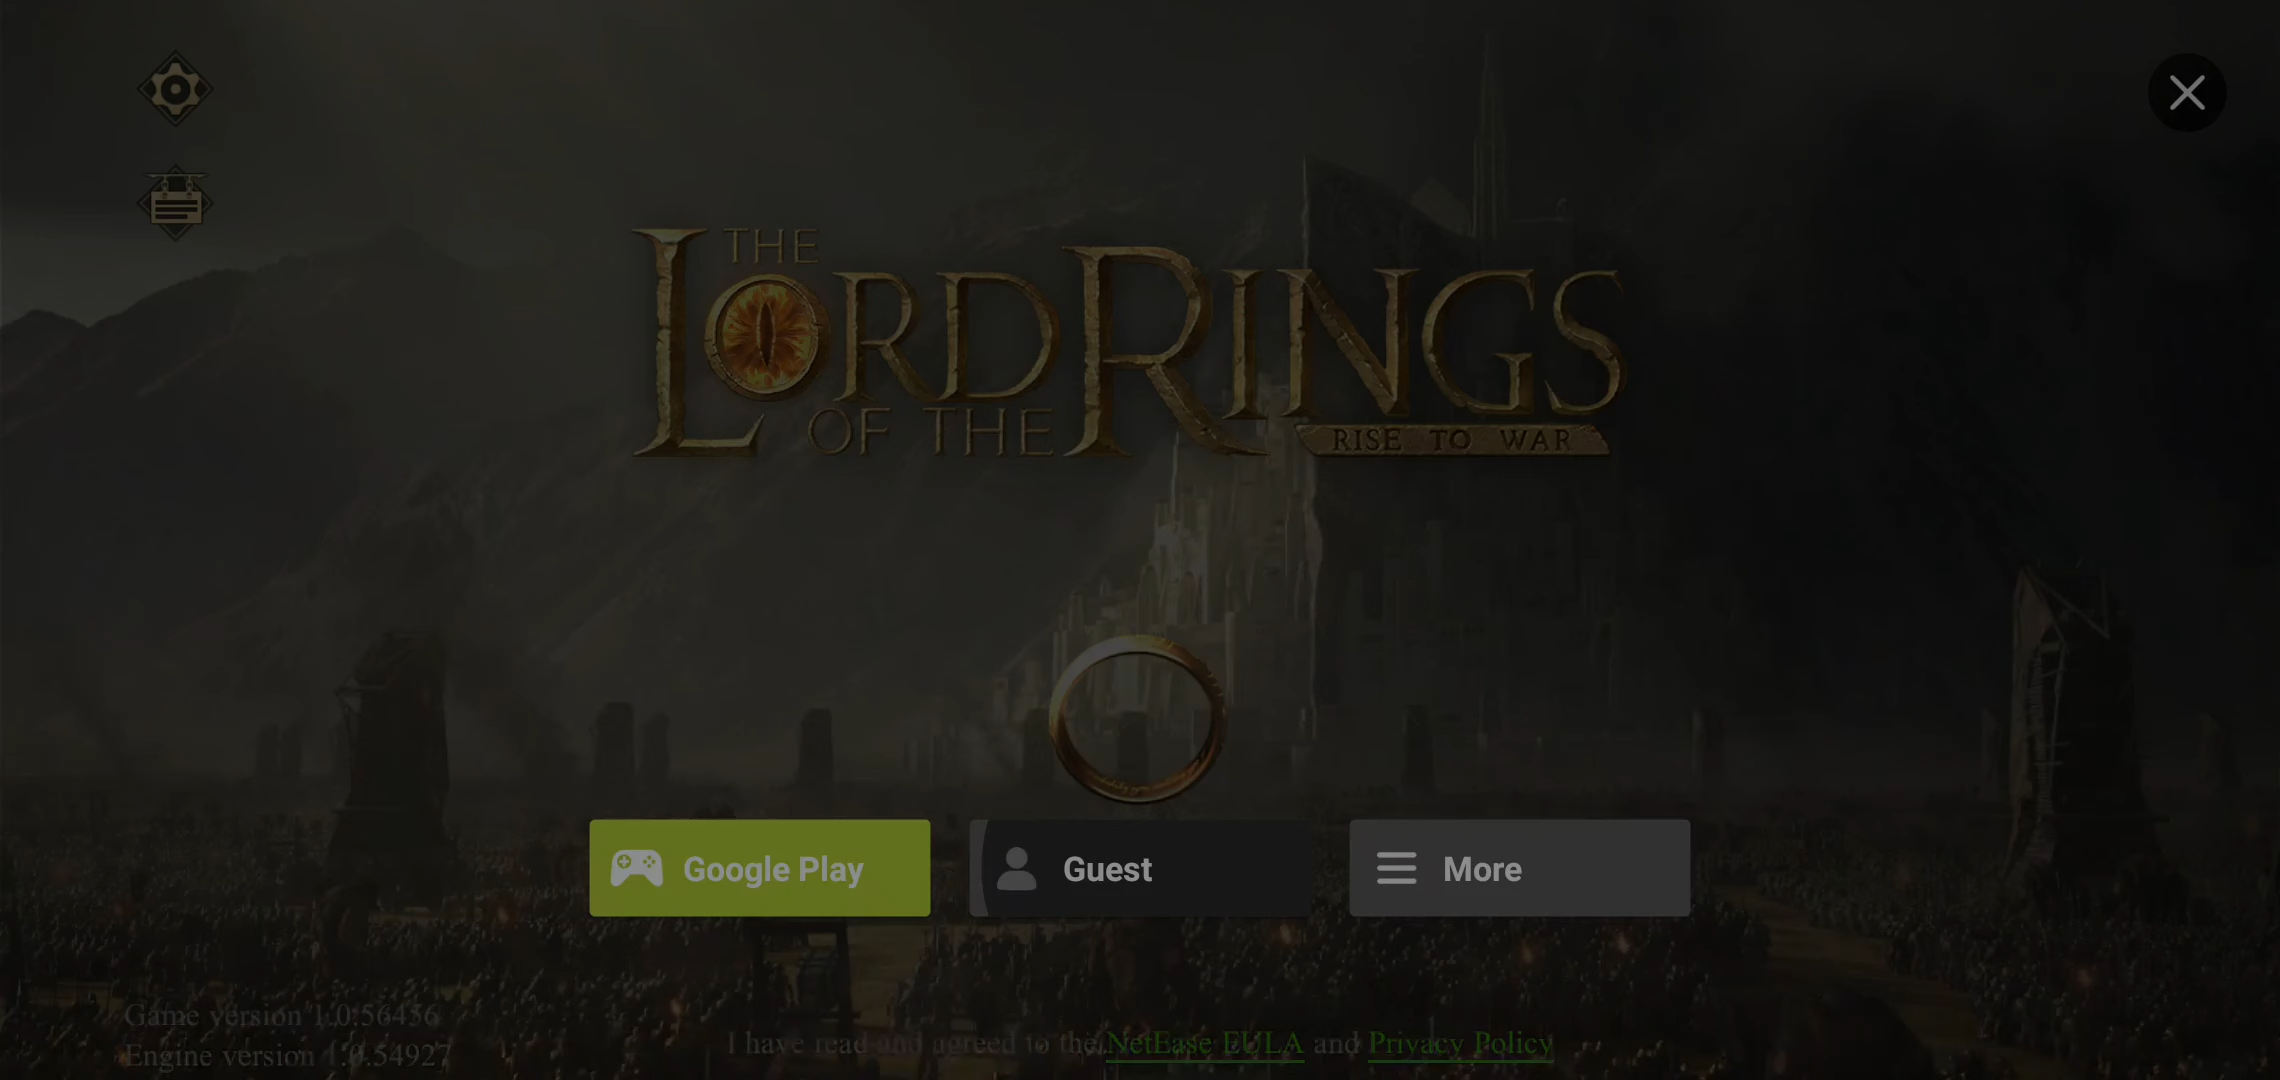 THE
LORD RINGS
OF THE
RISE TO WAR
Google Play
Guest
More
Game version 1.0.56456
Engine version 1.0.54927
I have read and agreed to the NetEase EULA and Privacy Policy